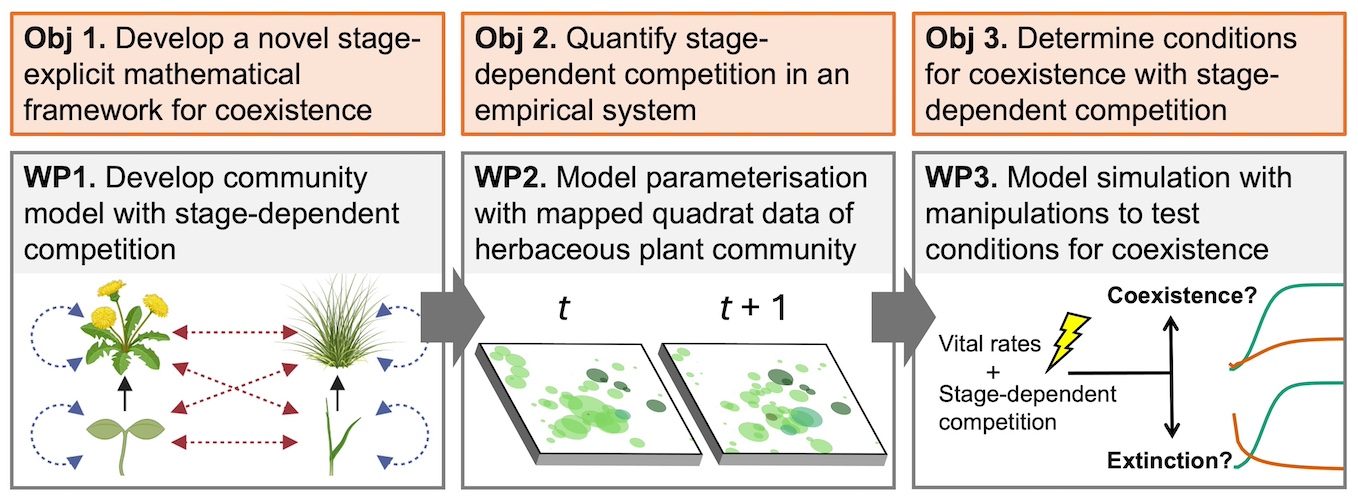 Obj 1. Develop a novel stage-
explicit mathematical
framework for coexistence
Obj 2. Quantify stage-
dependent competition in an
empirical system
Obj 3. Determine conditions
for coexistence with stage-
dependent competition
WP1. Develop community
model with stage-dependent
competition
WP2. Model parameterisation
with mapped quadrat data of
herbaceous plant community
t
t + 1
WP3. Model simulation with
manipulations to test
conditions for coexistence
Coexistence?
Vital rates
+
Stage-dependent
competition
Extinction?